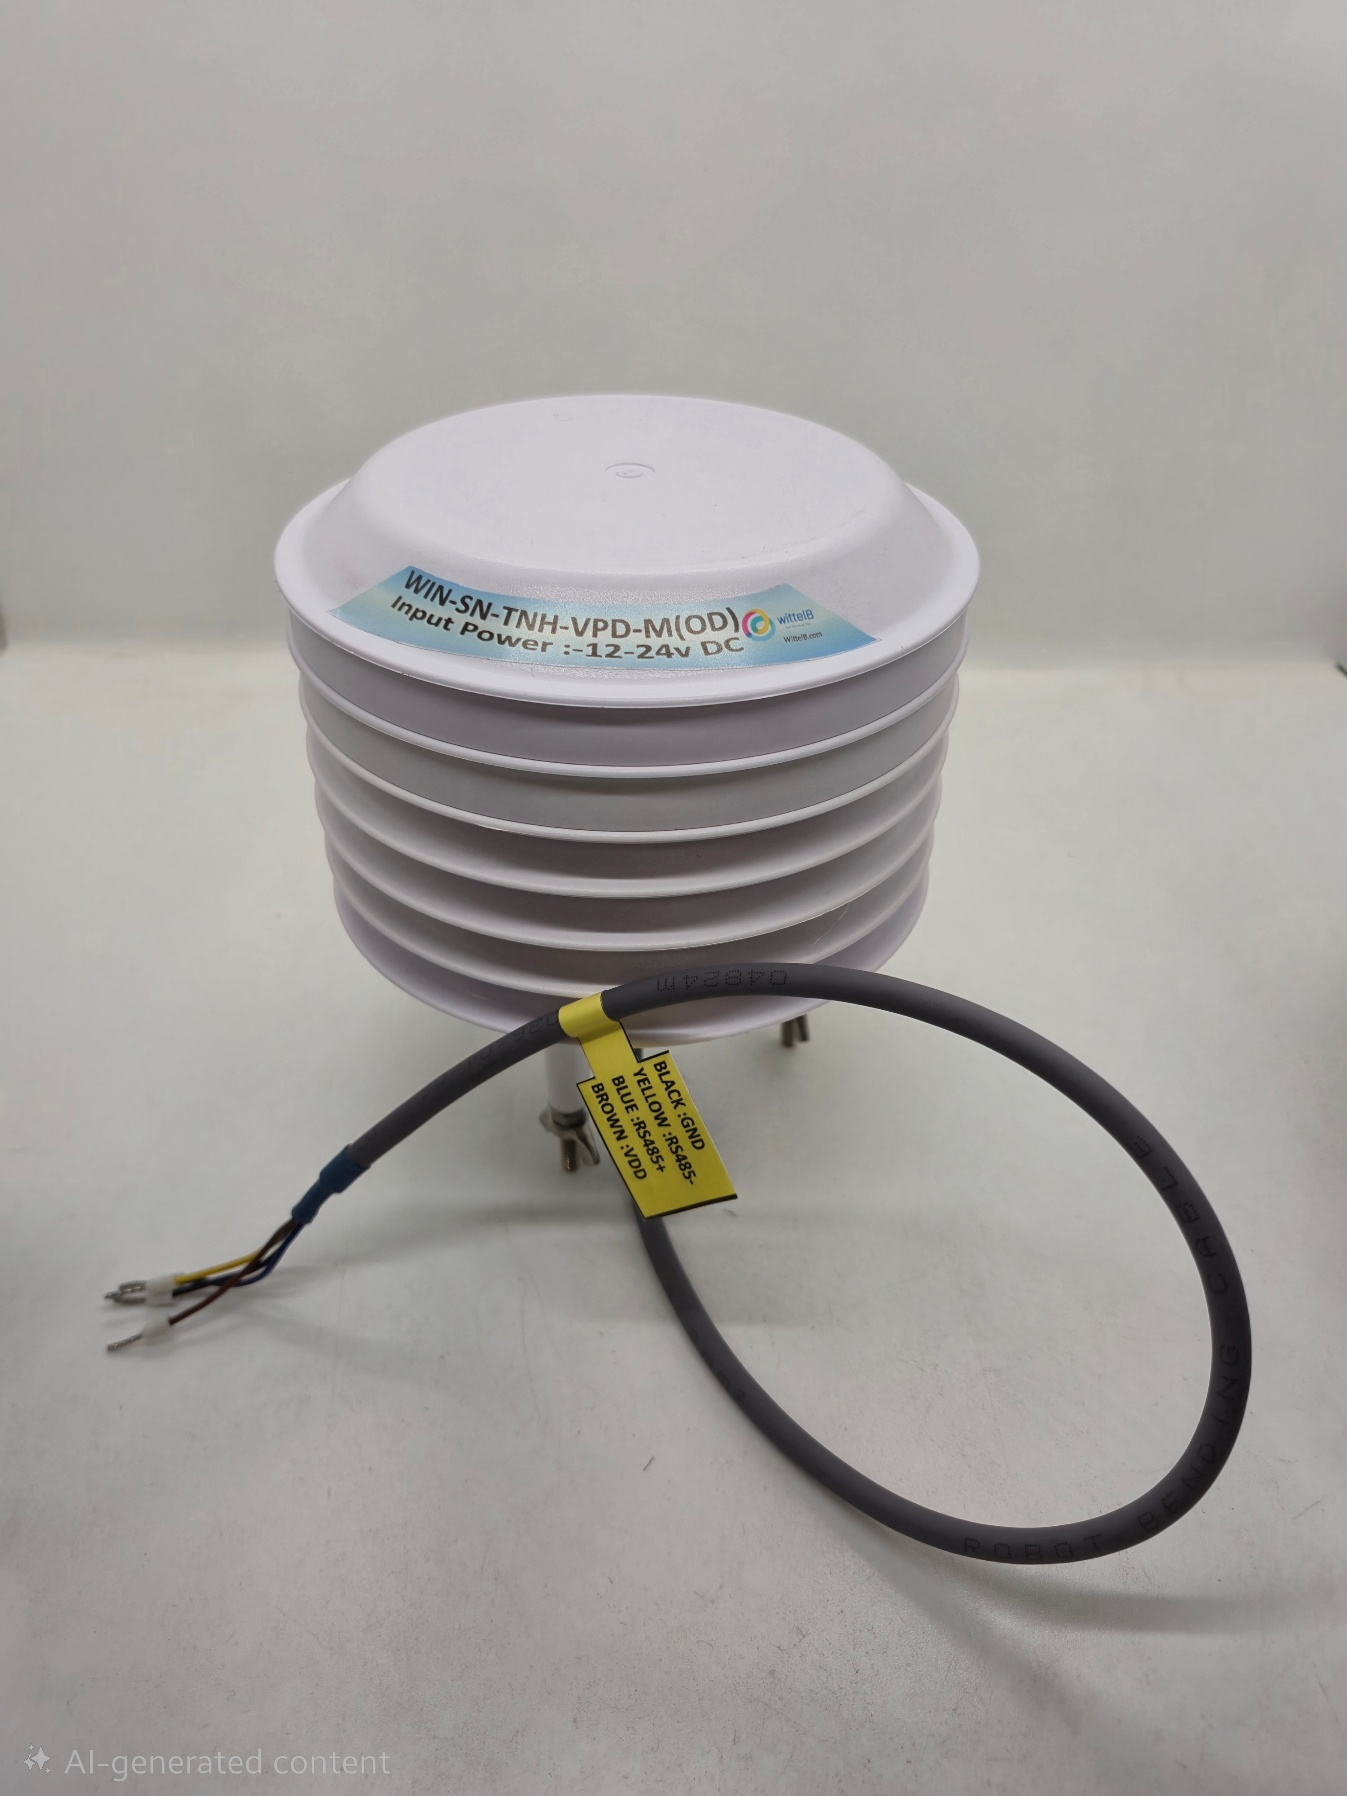 WIN-SN-TNH-VPD-M(OD)
Input Power :-12-24v DC
wittelB
WittelB.com
04824m
BLACK :GND
YELLOW :RS485-
BLUE :RS485+
BROWN :VDD
ROBOT BENDING CABLE
AI-generated content